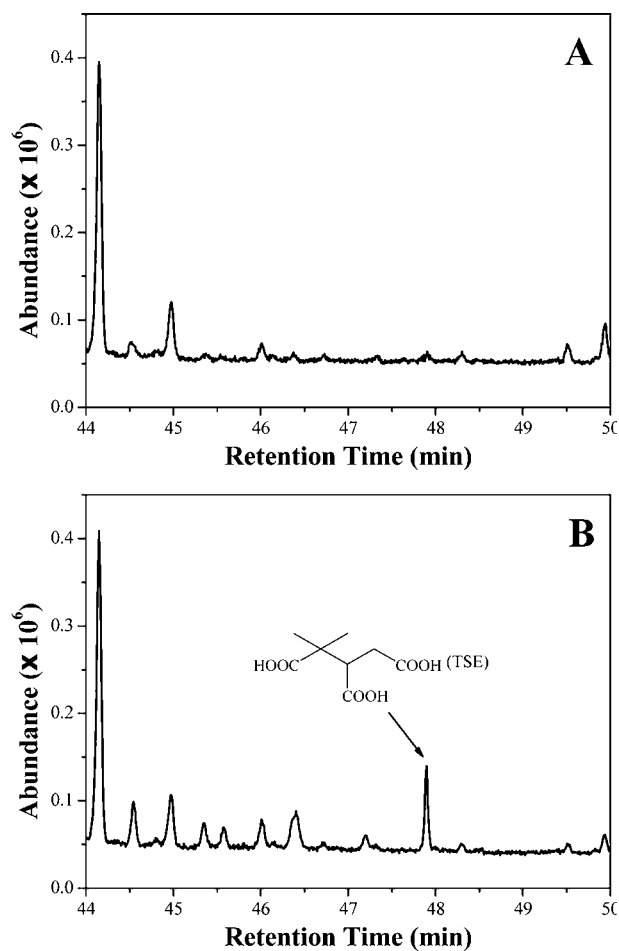 A
Abundance (x 10⁶)
0.4
0.3
0.2
0.1
0.0
44 45 46 47 48 49 50
Retention Time (min)
B
Abundance (x 10⁶)
0.4
0.3
0.2
0.1
0.0
HOOC COOH (TSE)
COOH
44 45 46 47 48 49 50
Retention Time (min)